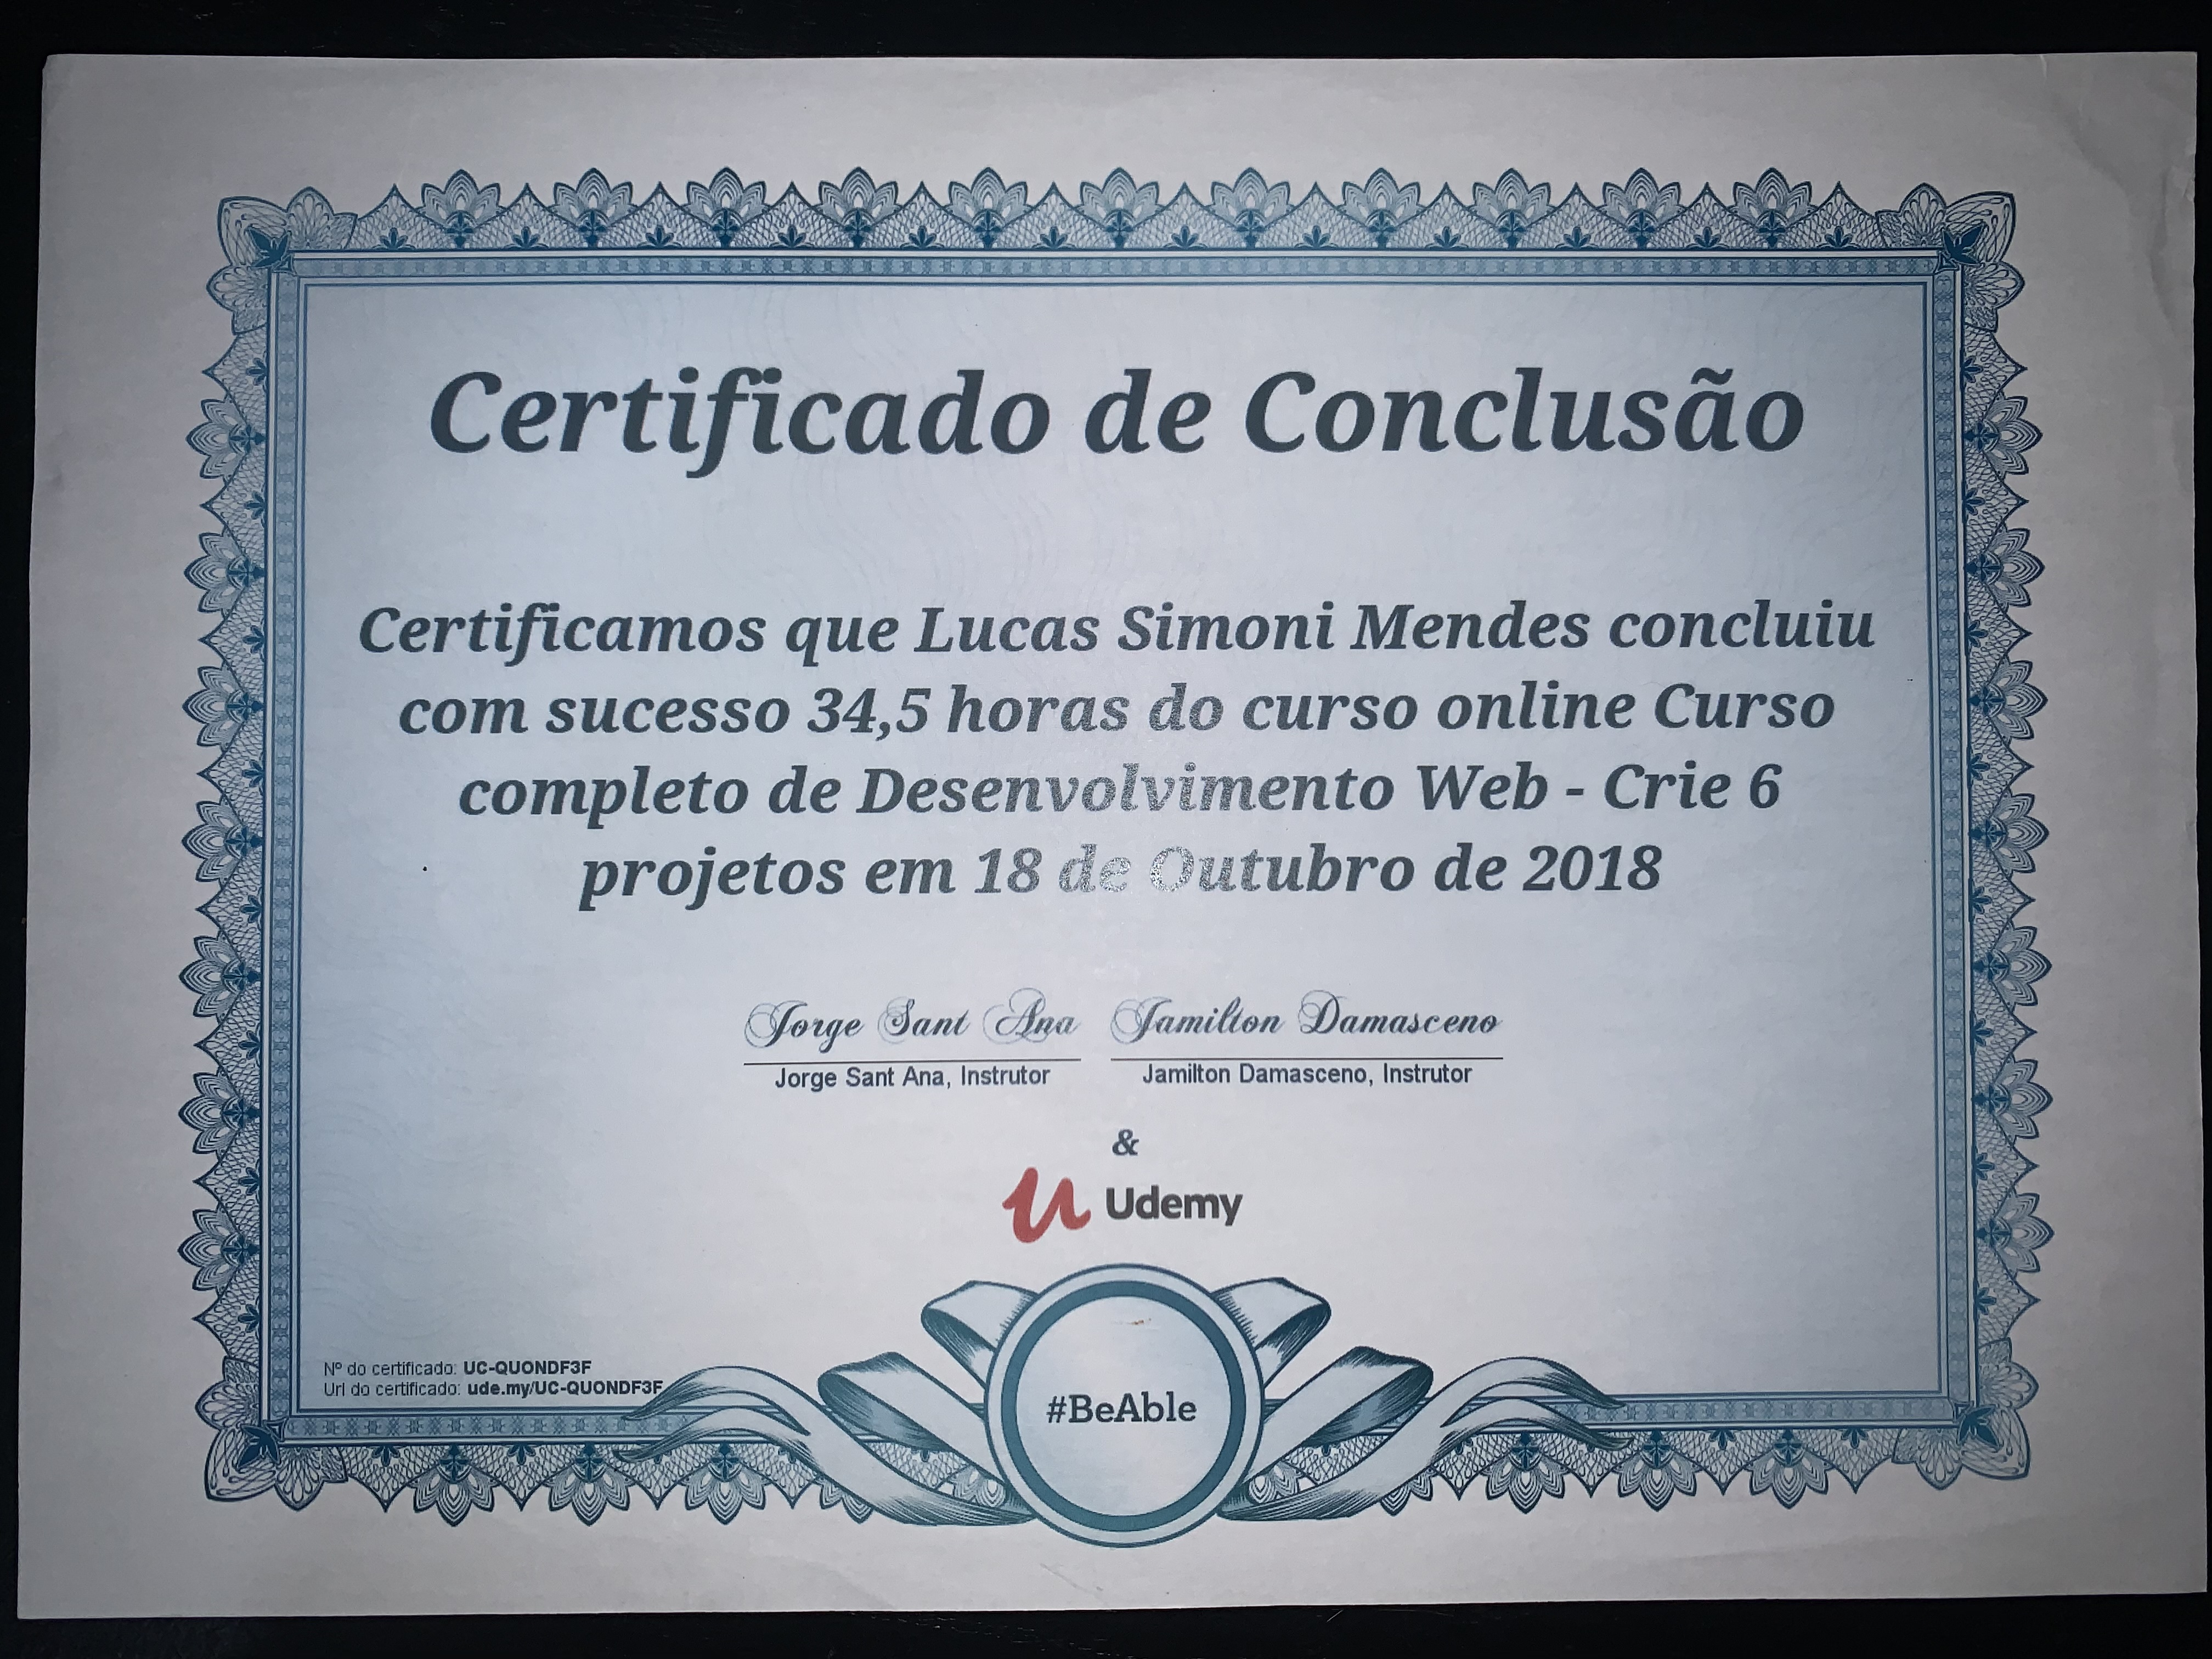 Certificado de Conclusão
Certificamos que Lucas Simoni Mendes concluiu
com sucesso 34,5 horas do curso online Curso
completo de Desenvolvimento Web - Crie 6
projetos em 18 de Outubro de 2018
Jorge Sant Ana Jamilton Damasceno
Jorge Sant Ana, Instrutor Jamilton Damasceno, Instrutor
&
Udemy
Nº do certificado: UC-QUONDF3F
Url do certificado: ude.my/UC-QUONDF3F
#BeAble